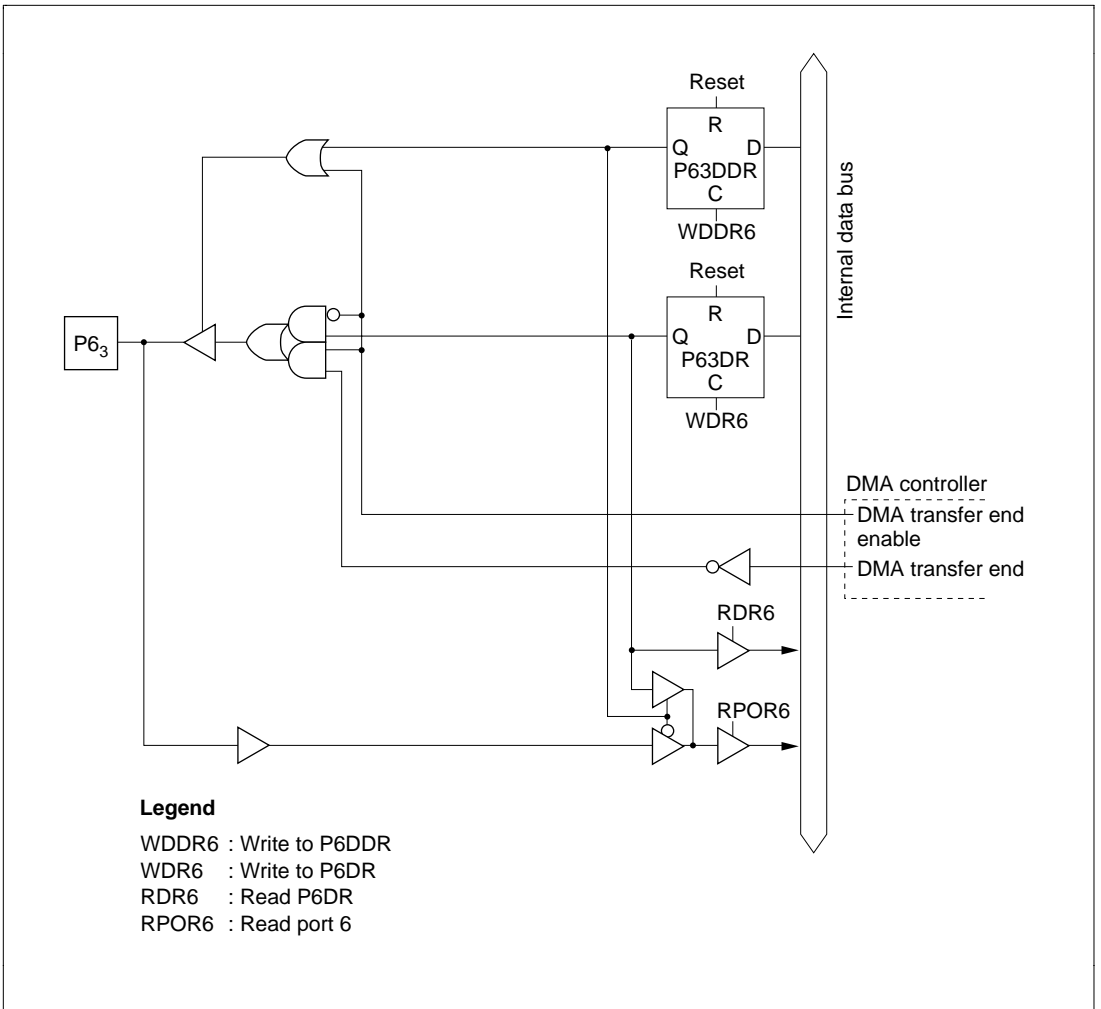 Reset
R
Q D
P63DDR
C
WDDR6
Reset
R
Q D
P63DR
C
WDR6
Internal data bus
P6₃
DMA controller
DMA transfer end
enable
DMA transfer end
RDR6
RPOR6
Legend
WDDR6 : Write to P6DDR
WDR6 : Write to P6DR
RDR6 : Read P6DR
RPOR6 : Read port 6